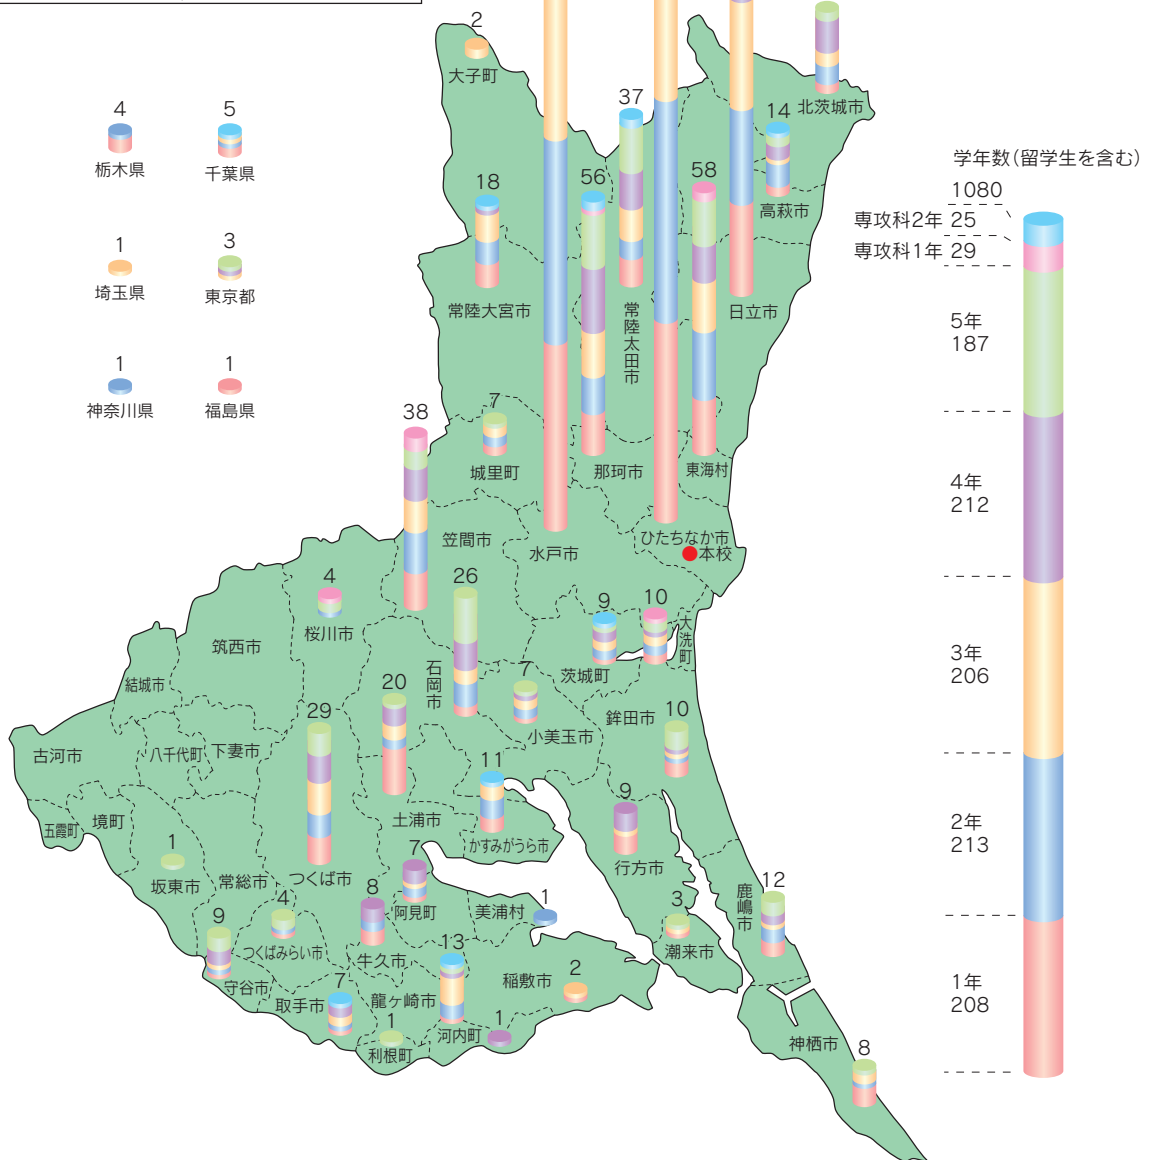 4
栃木県
5
千葉県
1
埼玉県
3
東京都
1
神奈川県
1
福島県
2
大子町
北茨城市
14
高萩市
37
常陸太田市
18
常陸大宮市
56
那珂市
58
東海村
日立市
7
城里町
38
笠間市
水戸市
ひたちなか市
本校
4
桜川市
筑西市
結城市
26
石岡市
9
茨城町
10
大洗町
7
小美玉市
鉾田市
10
20
土浦市
29
つくば市
古河市
八千代町
下妻市
五霞町
境町
11
かすみがうら市
9
行方市
1
坂東市
常総市
4
つくばみらい市
7
阿見町
8
牛久市
美浦村
1
3
潮来市
12
鹿嶋市
9
守谷市
7
取手市
13
龍ヶ崎市
稲敷市
2
1
利根町
河内町
1
神栖市
8
学年数(留学生を含む)
1080
専攻科2年 25
専攻科1年 29
5年
187
4年
212
3年
206
2年
213
1年
208